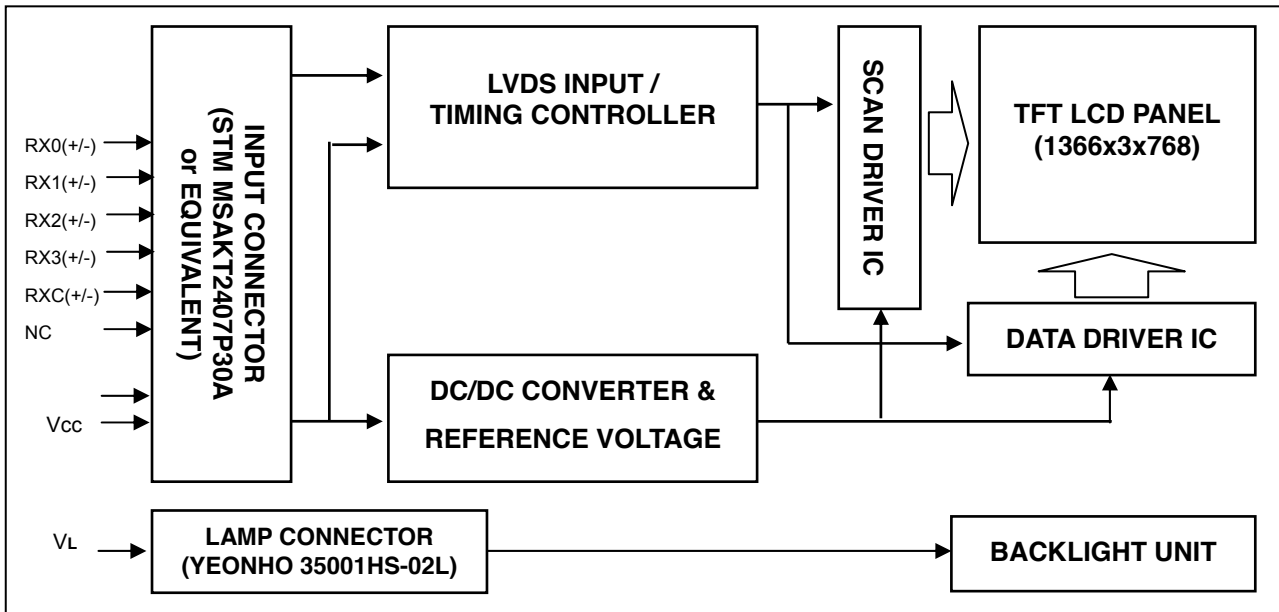 RX0(+/-)
RX1(+/-)
RX2(+/-)
RX3(+/-)
RXC(+/-)
NC
Vcc
VL
INPUT CONNECTOR
(STM MSAKT2407P30A
or EQUIVALENT)
LVDS INPUT /
TIMING CONTROLLER
SCAN DRIVER IC
TFT LCD PANEL
(1366x3x768)
DATA DRIVER IC
DC/DC CONVERTER &
REFERENCE VOLTAGE
LAMP CONNECTOR
(YEONHO 35001HS-02L)
BACKLIGHT UNIT